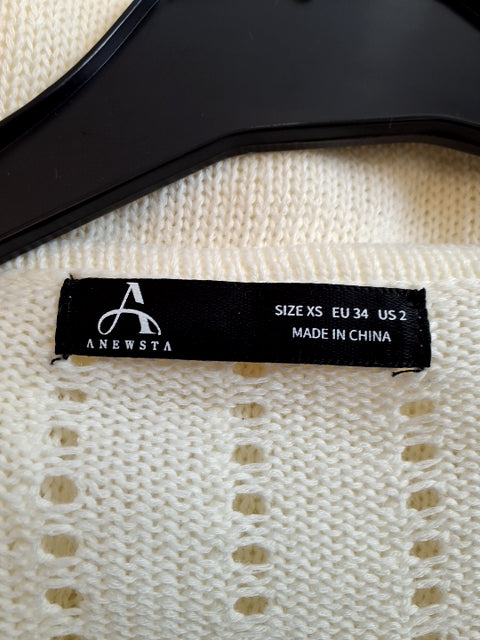 A
ANEWSTA
SIZE XS EU 34 US 2
MADE IN CHINA